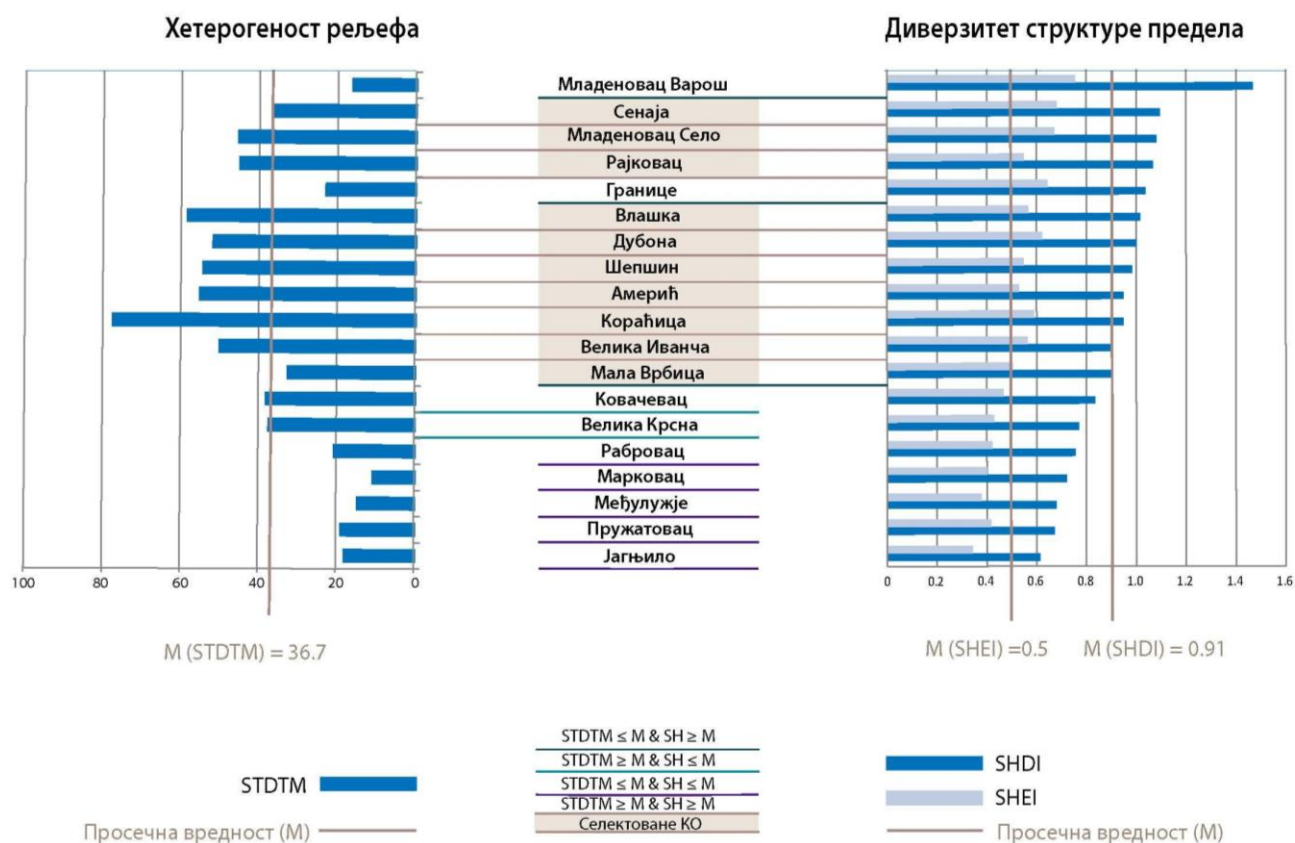 Хетерогеност рељефа
Диверзитет структуре предела
Младеновац Варош
Сенаја
Младеновац Село
Рајковац
Границе
Влашка
Дубона
Шепшин
Амерић
Кораћица
Велика Иванча
Мала Врбица
Ковачевац
Велика Крсна
Рабровац
Марковац
Међулужје
Пружатовац
Јагњило
100 80 60 40 20 0
0 0.2 0.4 0.6 0.8 1.0 1.2 1.4 1.6
M (STDTM) = 36.7
M (SHEI) =0.5 M (SHDI) = 0.91
STDTM
Просечна вредност (M)
STDTM ≤ M & SH ≥ M
STDTM ≥ M & SH ≤ M
STDTM ≤ M & SH ≤ M
STDTM ≥ M & SH ≥ M
Селектоване КО
SHDI
SHEI
Просечна вредност (M)